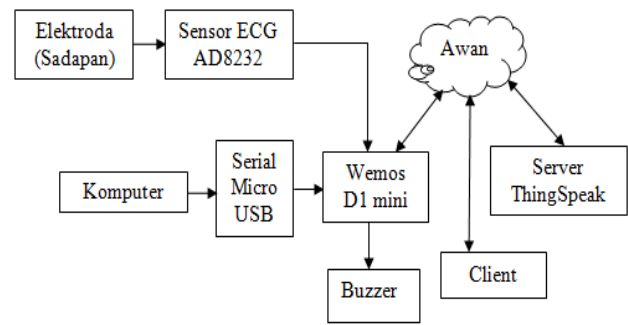 Elektroda
(Sadapan)
Sensor ECG
AD8232
Awan
Komputer
Serial
Micro
USB
Wemos
D1 mini
Server
ThingSpeak
Buzzer
Client